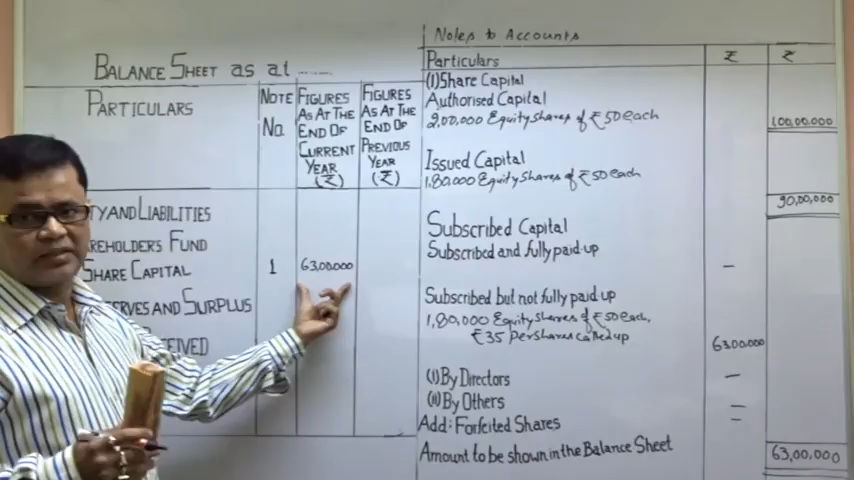 BALANCE SHEET as at ......
PARTICULARS
NOTE No.
FIGURES AS AT THE END OF CURRENT YEAR (₹)
FIGURES AS AT THE END OF PREVIOUS YEAR (₹)
TY AND LIABILITIES
AREHOLDERS FUND
SHARE CAPITAL 1 63,00,000
ERVES AND SURPLUS
CEIVED
Notes to Accounts
Particulars ₹ ₹
(1) Share Capital
Authorised Capital
2,00,000 Equity Shares of ₹50 each 100,00,000
Issued Capital
1,80,000 Equity Shares of ₹50 each
90,00,000
Subscribed Capital
Subscribed and fully paid up —
Subscribed but not fully paid up
1,80,000 Equity Shares of ₹50 each,
₹35 Per Shares called up 63,00,000
(i) By Directors —
(ii) By Others —
Add: Forfeited Shares —
Amount to be shown in the Balance Sheet 63,00,000